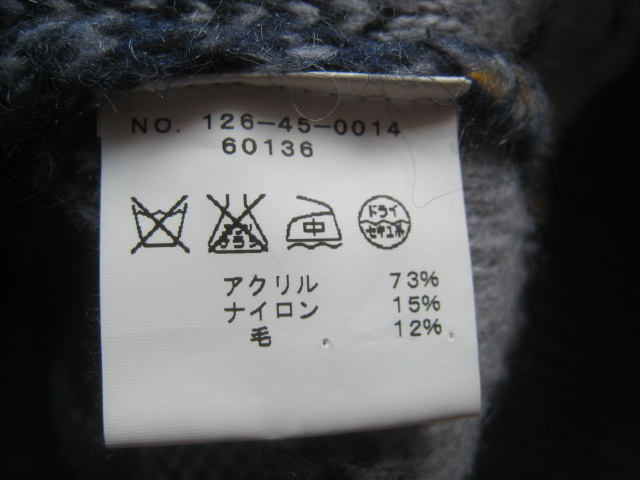 NO. 126-45-0014
60136
中
ドライ
セキユ系
アクリル 73%
ナイロン 15%
毛 12%